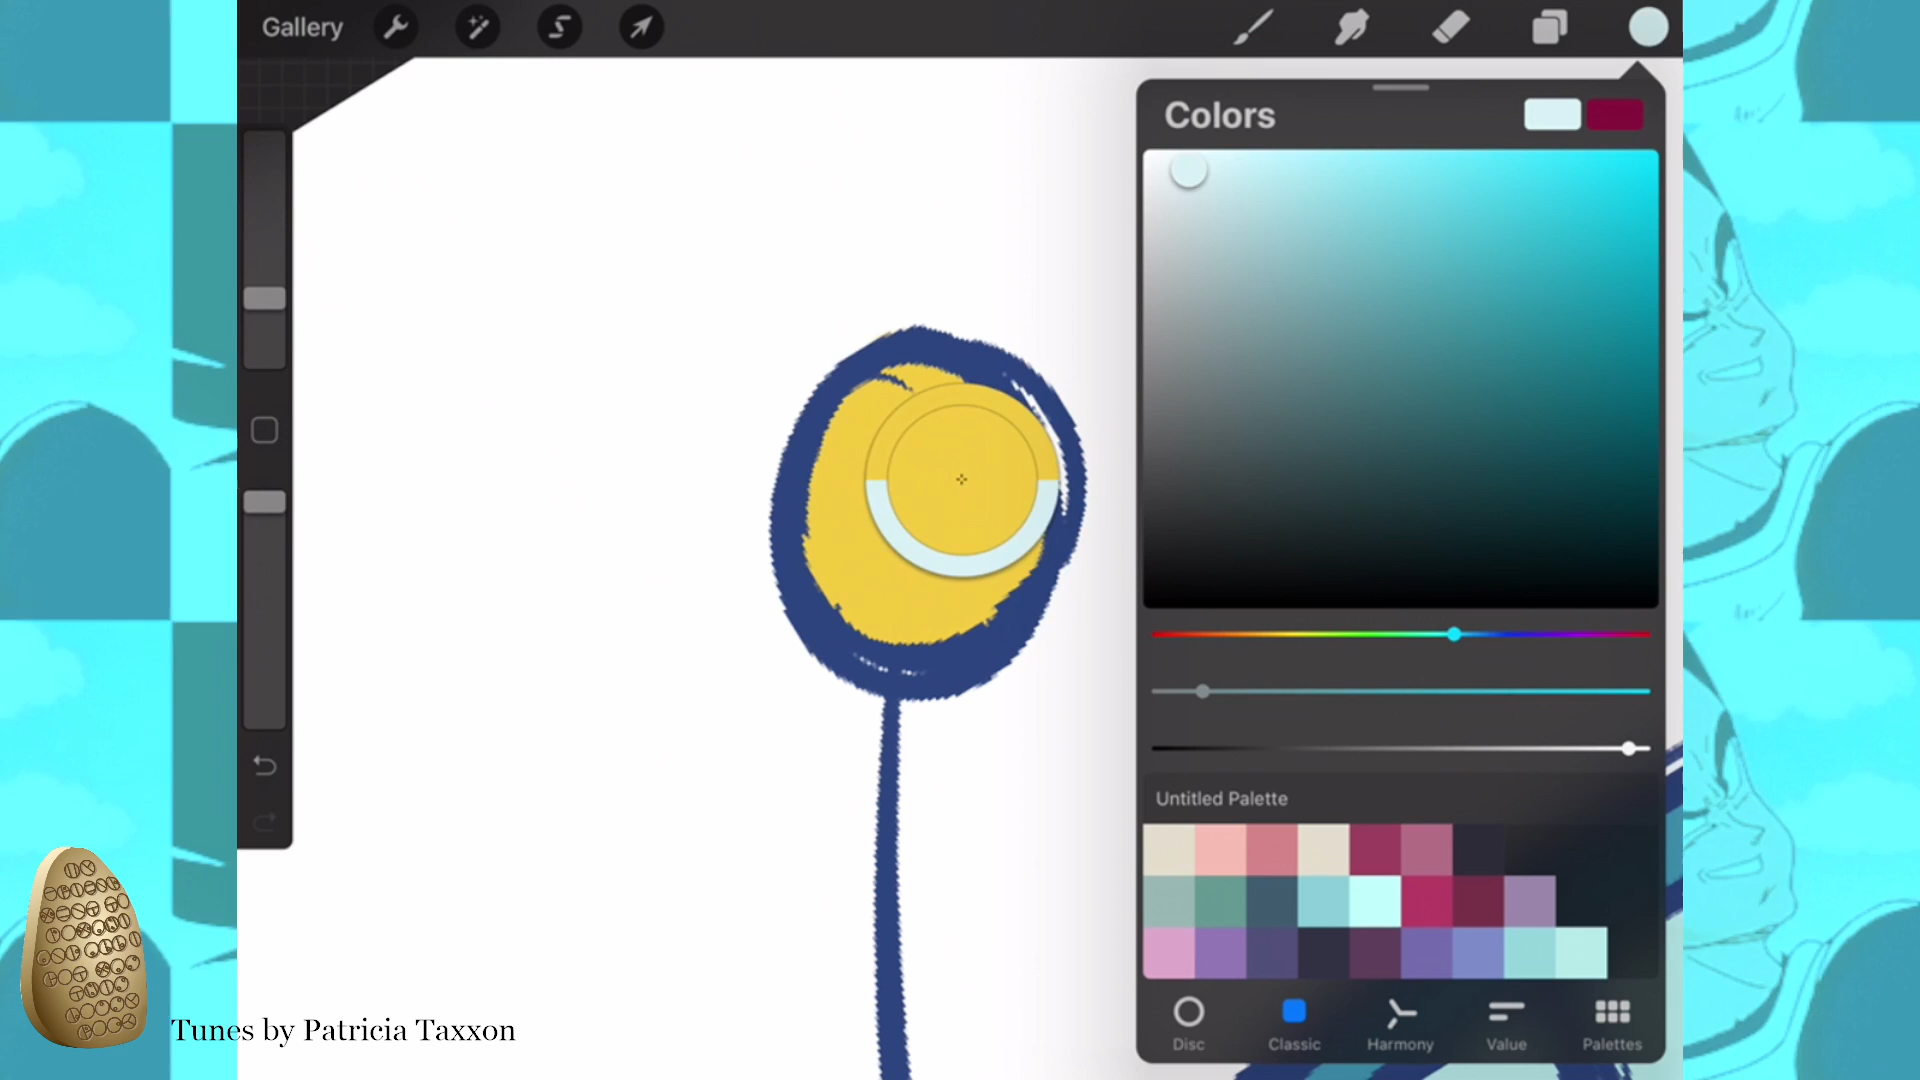 Gallery
Colors
Untitled Palette
Disc
Classic
Harmony
Value
Palettes
Tunes by Patricia Taxxon